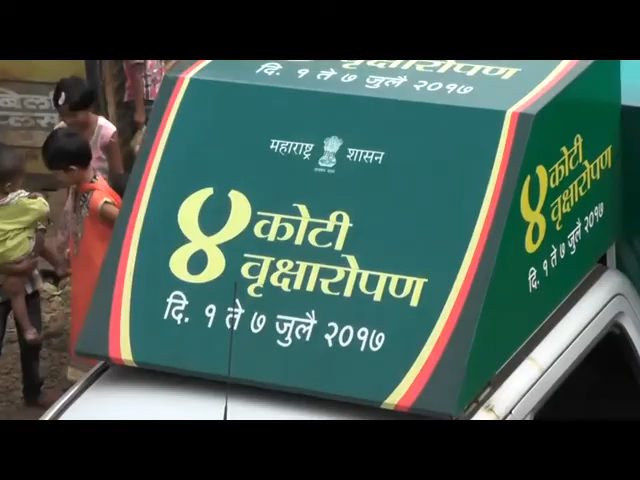 वृक्षारोपण
दि. १ ते ७ जुलै २०१७
महाराष्ट्र शासन
४ कोटी
वृक्षारोपण
दि. १ ते ७ जुलै २०१७
४ कोटी
वृक्षारोपण
दि. १ ते ७ जुलै २०१७